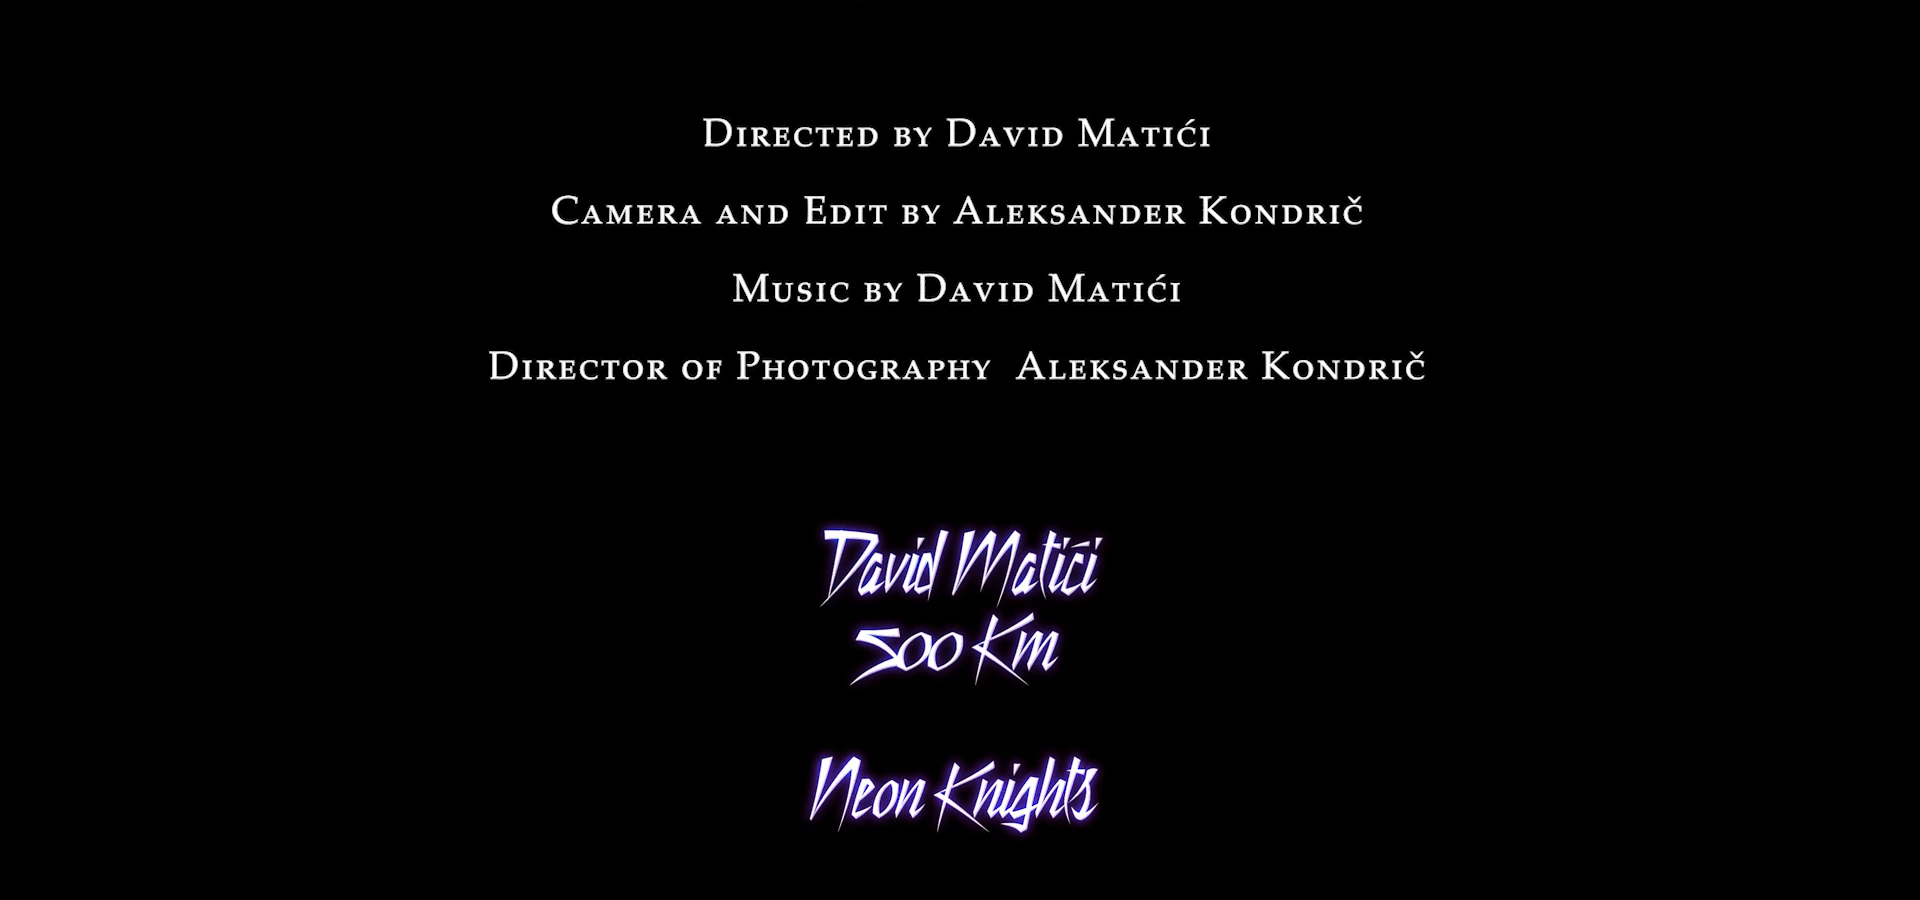 Directed by David Matići
Camera and Edit by Aleksander Kondrič
Music by David Matići
Director of Photography  Aleksander Kondrič
David Matići
500 Km
Neon Knights